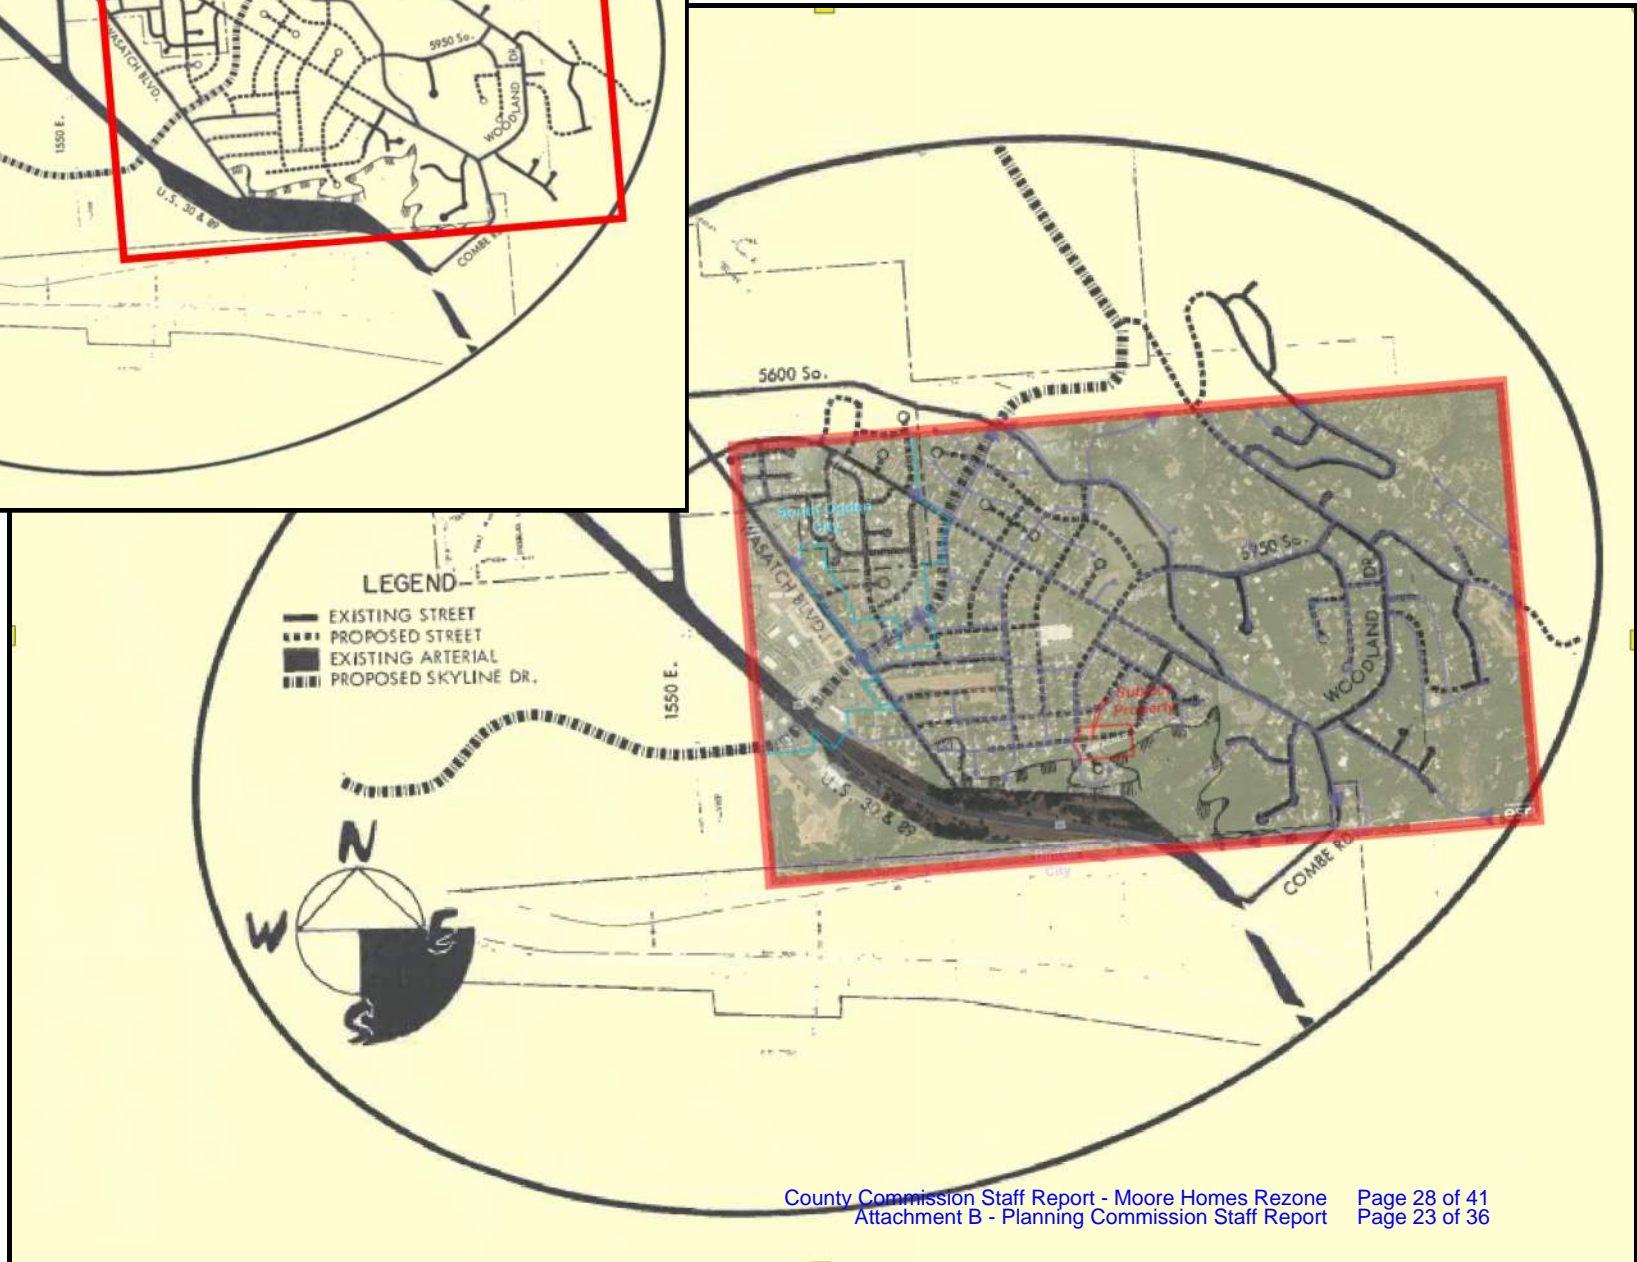 WASATCH BLVD.
5950 So.
WOODLAND DR.
1550 E.
U.S. 30 & 89
COMBE
5600 So.
South Ogden
City
WASATCH BLVD.
5950 So.
WOODLAND DR.
LEGEND
EXISTING STREET
PROPOSED STREET
EXISTING ARTERIAL
PROPOSED SKYLINE DR.
1550 E.
Subject
Property
U.S. 30 & 89
COMBE RD.
City
N
W
E
S
County Commission Staff Report - Moore Homes Rezone Page 28 of 41
Attachment B - Planning Commission Staff Report Page 23 of 36